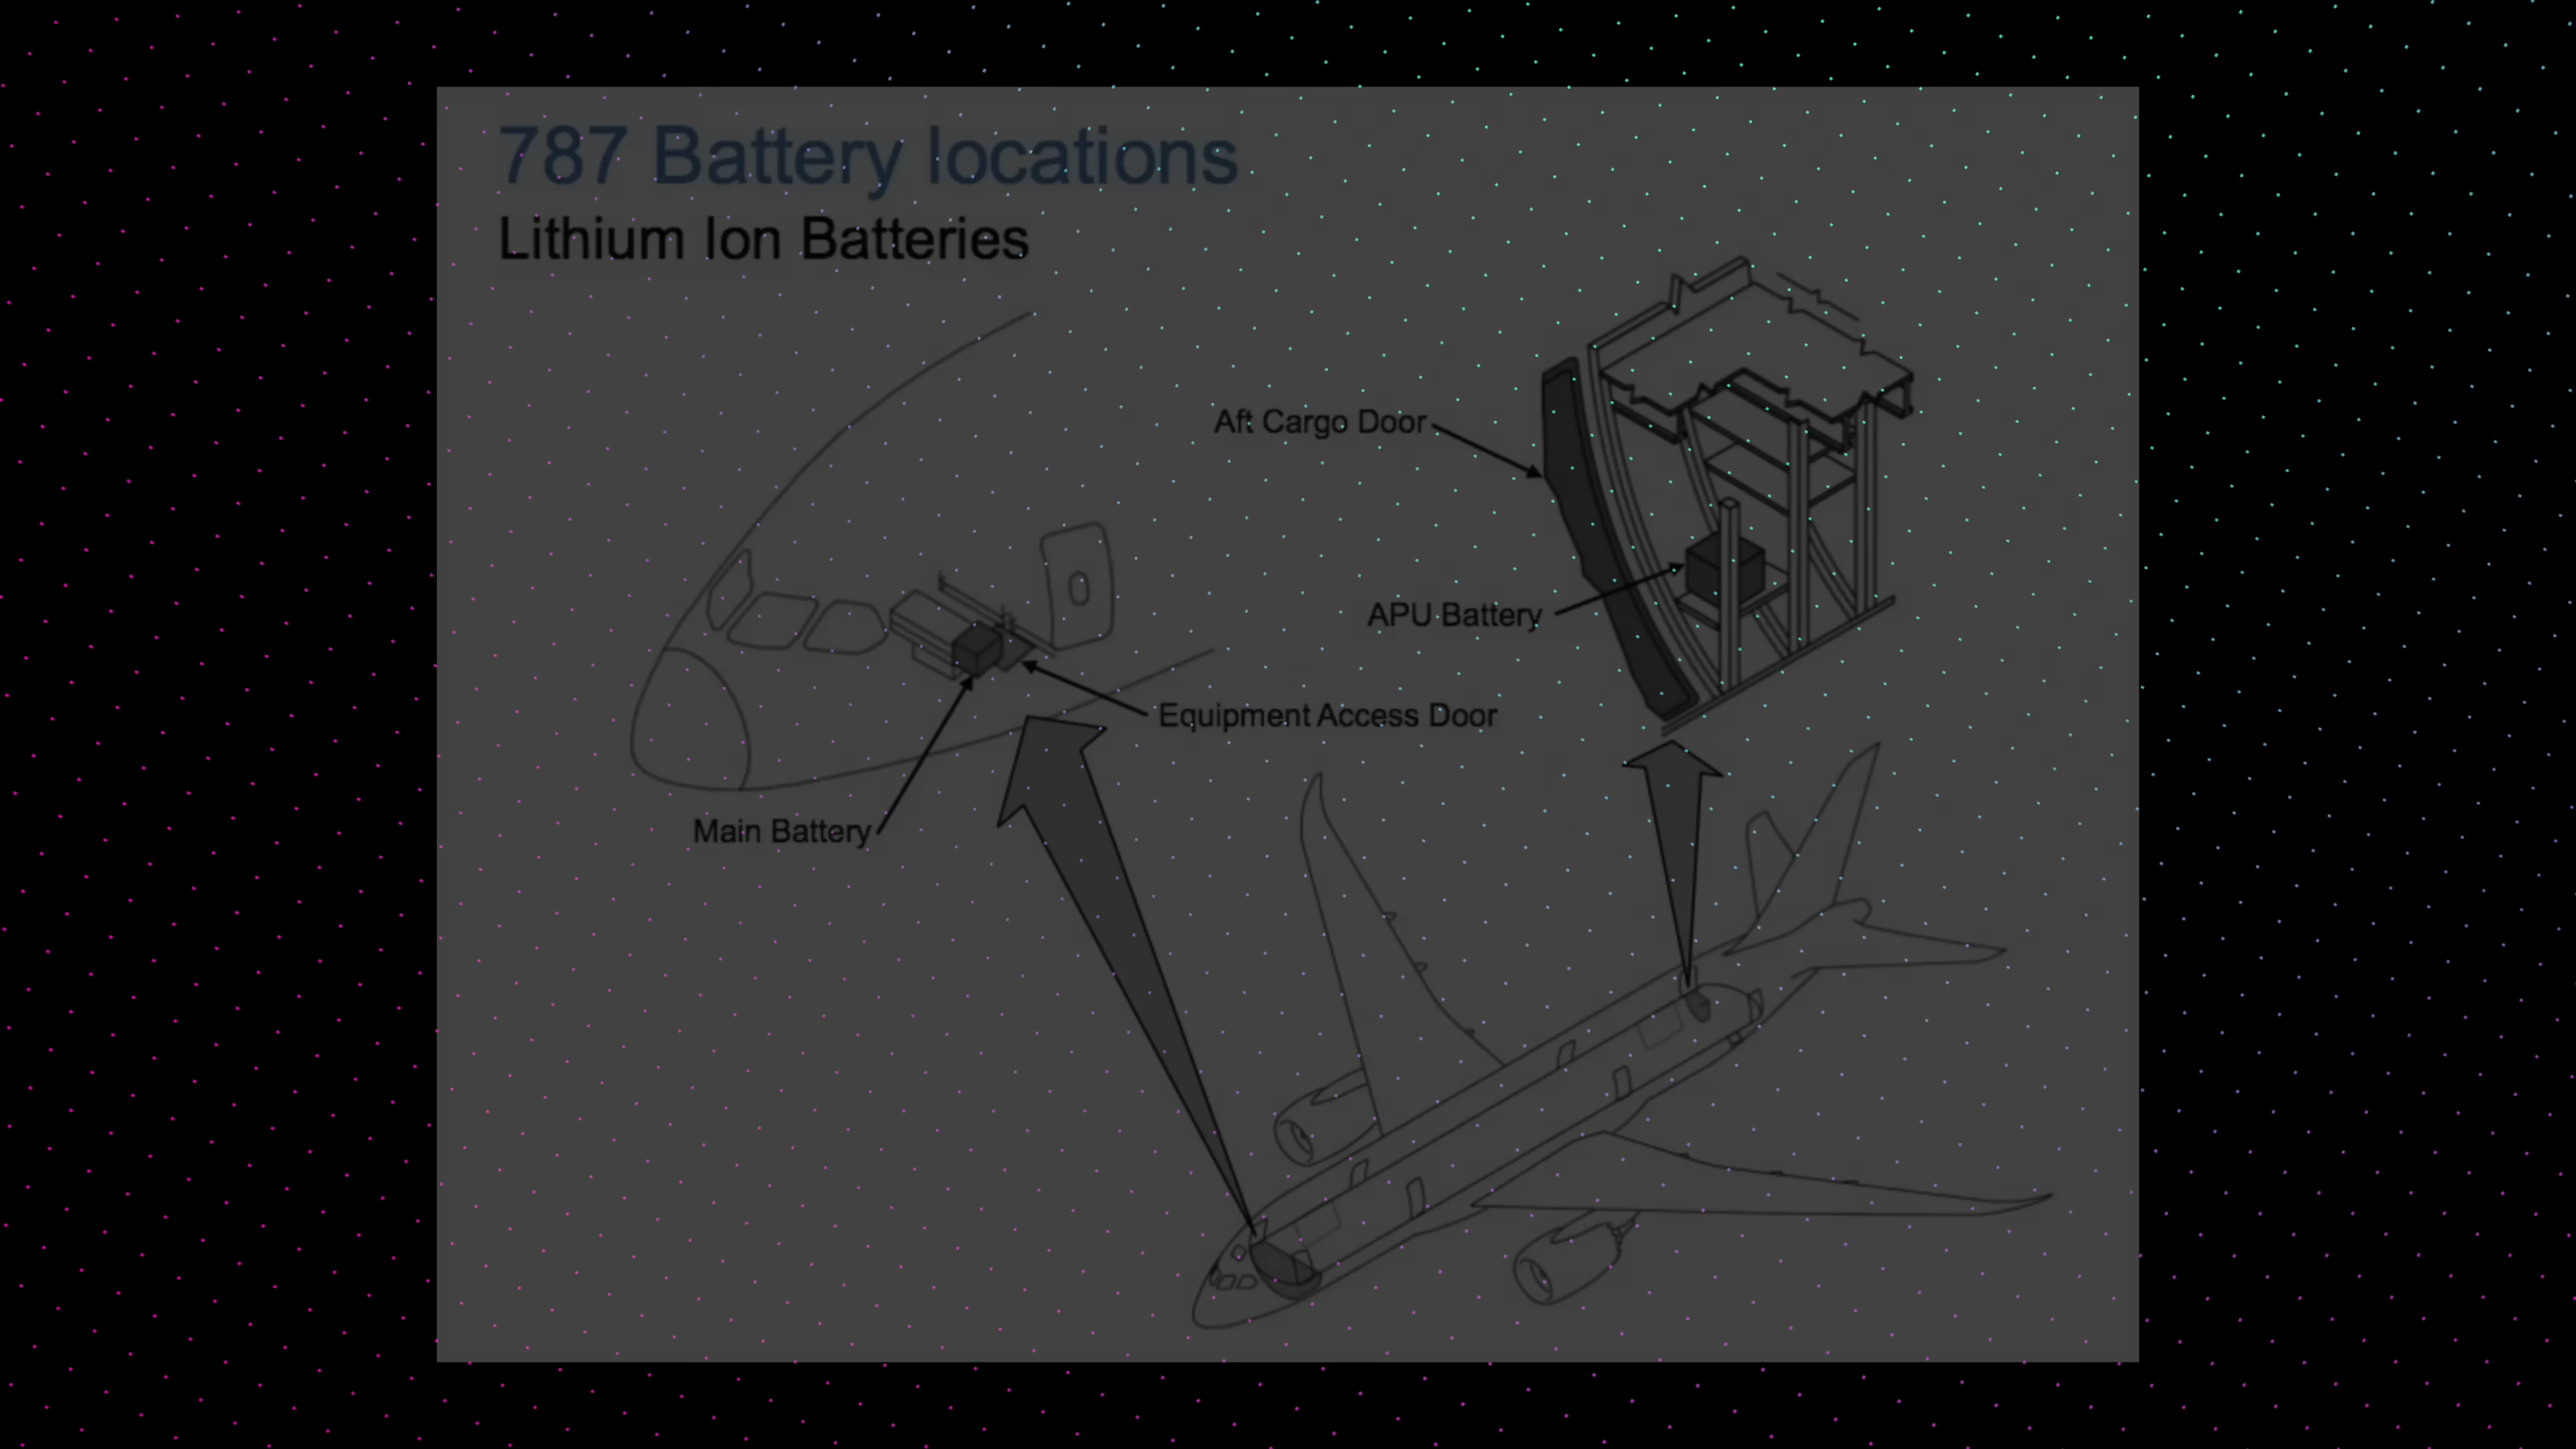 787 Battery locations
Lithium Ion Batteries
Aft Cargo Door
APU Battery
Equipment Access Door
Main Battery